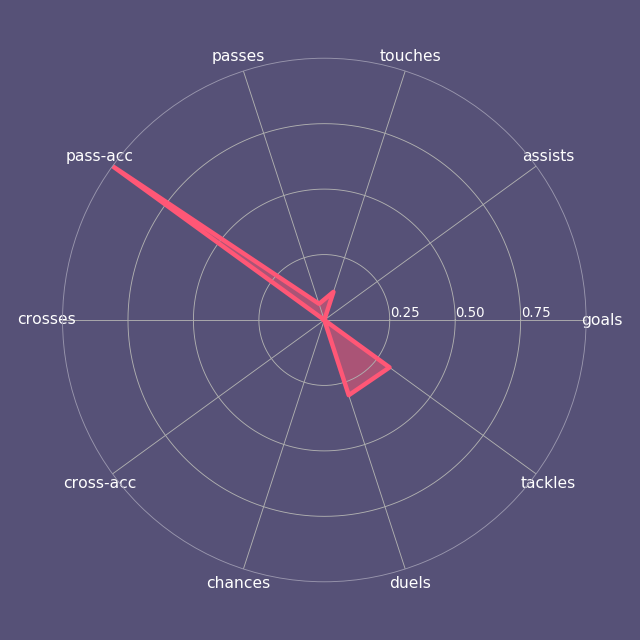 passes
touches
pass-acc
assists
crosses
0.25
0.50
0.75
goals
cross-acc
tackles
chances
duels